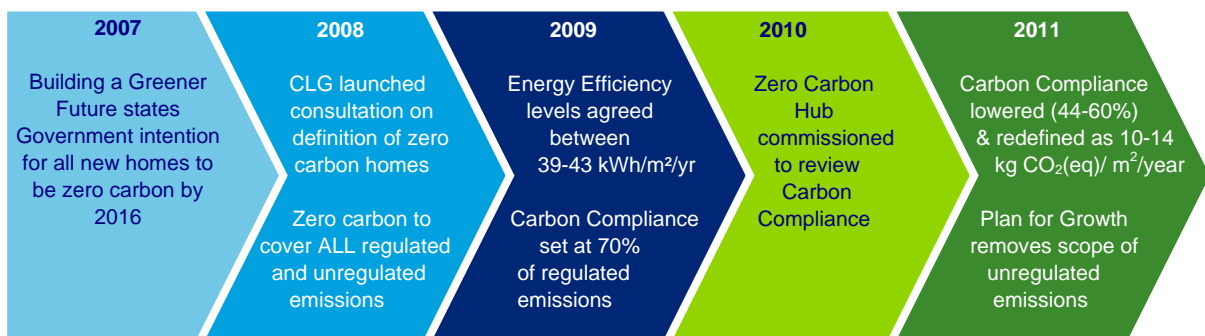 2007
Building a Greener
Future states
Government intention
for all new homes to
be zero carbon by
2016
2008
CLG launched
consultation on
definition of zero
carbon homes
Zero carbon to
cover ALL regulated
and unregulated
emissions
2009
Energy Efficiency
levels agreed
between
39-43 kWh/m²/yr
Carbon Compliance
set at 70%
of regulated
emissions
2010
Zero Carbon
Hub
commissioned
to review
Carbon
Compliance
2011
Carbon Compliance
lowered (44-60%)
& redefined as 10-14
kg CO₂(eq)/ m²/year
Plan for Growth
removes scope of
unregulated
emissions